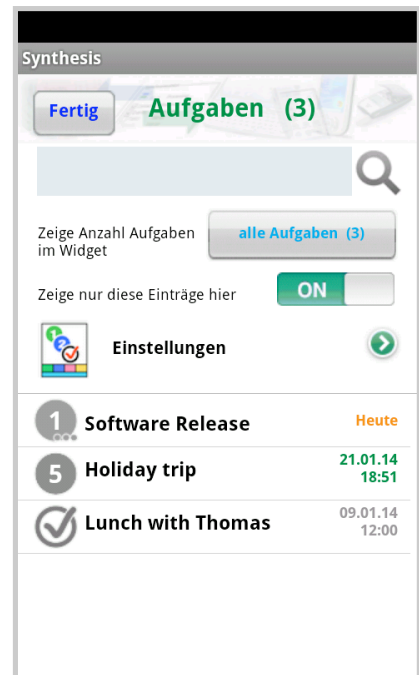 Synthesis
Fertig
Aufgaben (3)
Zeige Anzahl Aufgaben
im Widget
alle Aufgaben (3)
Zeige nur diese Einträge hier
ON
1
2
Einstellungen
1
Software Release
Heute
5
Holiday trip
21.01.14
18:51
Lunch with Thomas
09.01.14
12:00